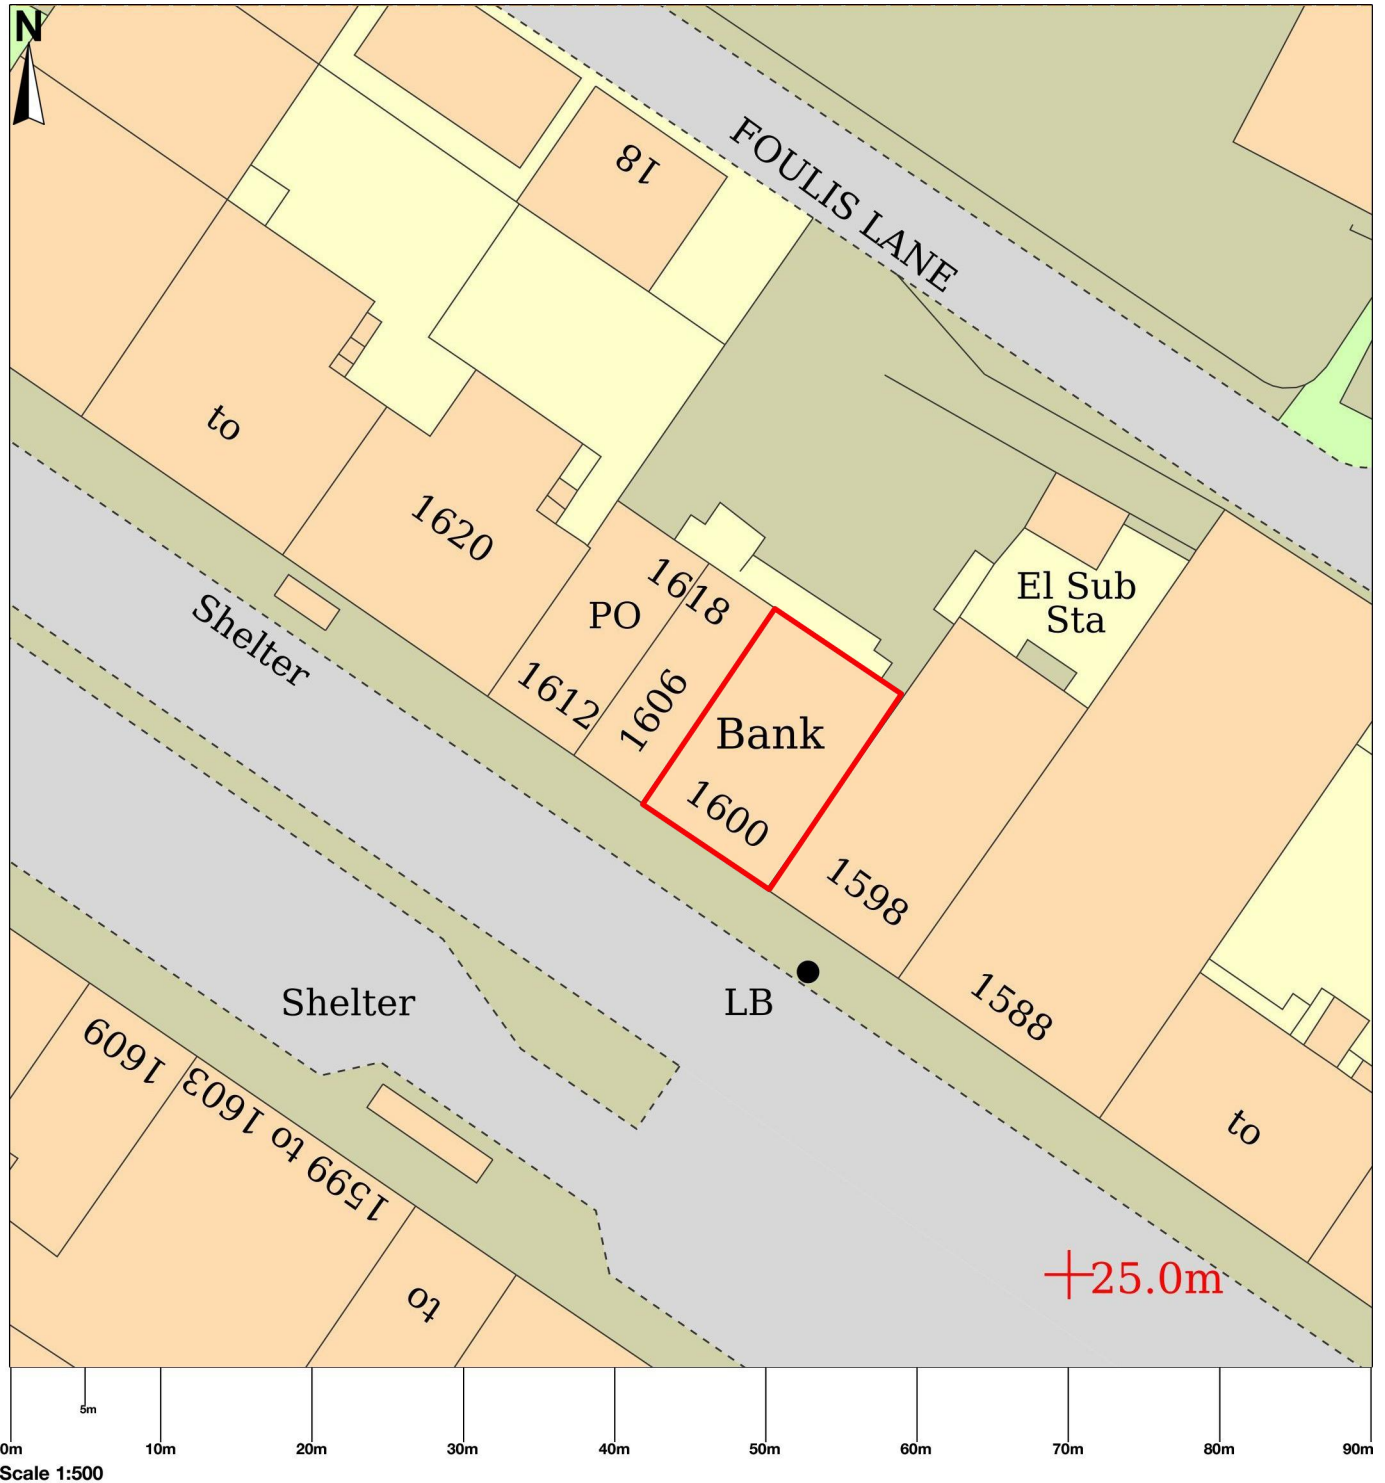 N
18
FOULIS LANE
to
1620
1618
El Sub
Sta
PO
Shelter
1606
1612
Bank
1600
1598
Shelter
LB
1588
1609
1599 to 1603
to
25.0m
to
5m
0m 10m 20m 30m 40m 50m 60m 70m 80m 90m
Scale 1:500